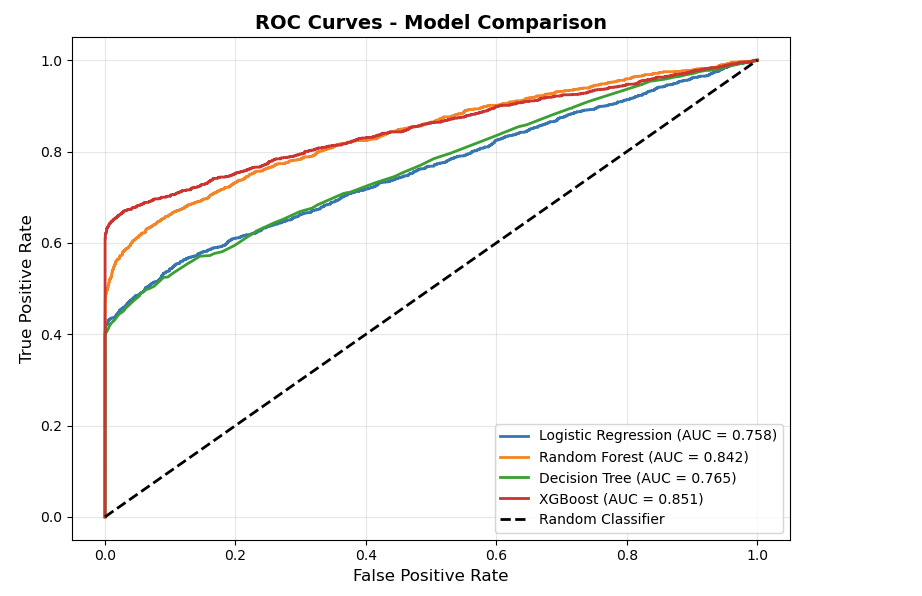 ROC Curves - Model Comparison
True Positive Rate
1.0
0.8
0.6
0.4
0.2
0.0
Logistic Regression (AUC = 0.758)
Random Forest (AUC = 0.842)
Decision Tree (AUC = 0.765)
XGBoost (AUC = 0.851)
Random Classifier
0.0 0.2 0.4 0.6 0.8 1.0
False Positive Rate